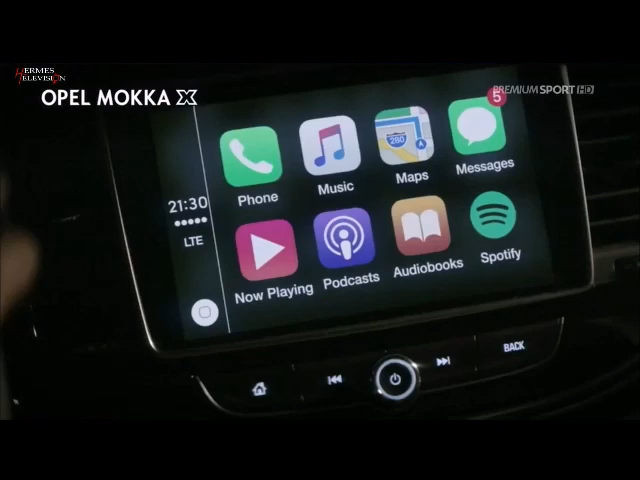 HERMES
TELEVISION
OPEL MOKKA X
PREMIUM SPORT HD
5
280
Phone
Music
Maps
Messages
21:30
LTE
Now Playing
Podcasts
Audiobooks
Spotify
BACK